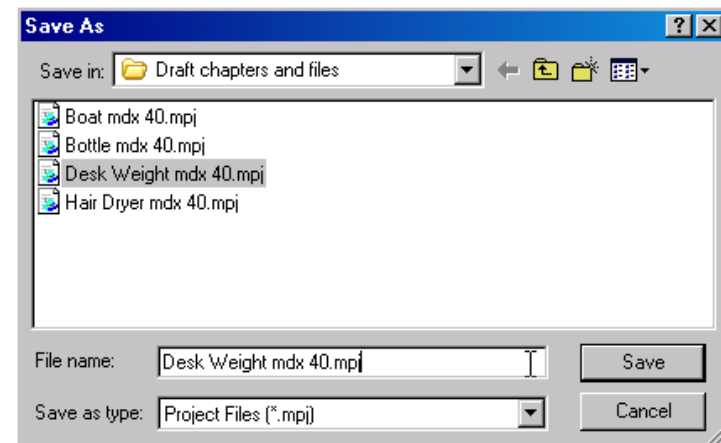 Save As
Save in: Draft chapters and files
Boat mdx 40.mpj
Bottle mdx 40.mpj
Desk Weight mdx 40.mpj
Hair Dryer mdx 40.mpj
File name: Desk Weight mdx 40.mpj Save
Save as type: Project Files (*.mpj) Cancel